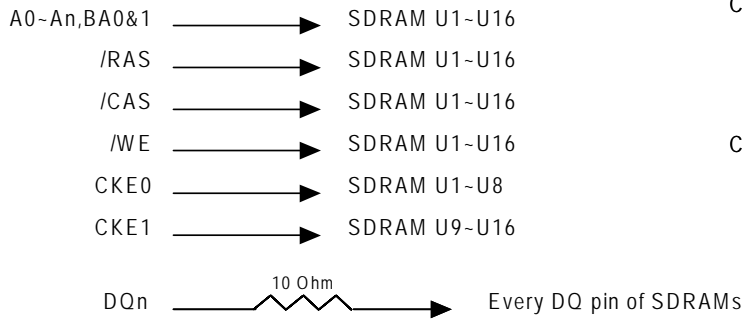 A0~An,BA0&1 SDRAM U1~U16
/RAS SDRAM U1~U16
/CAS SDRAM U1~U16
/WE SDRAM U1~U16
CKE0 SDRAM U1~U8
CKE1 SDRAM U9~U16
10 Ohm
DQn Every DQ pin of SDRAMs
C
C